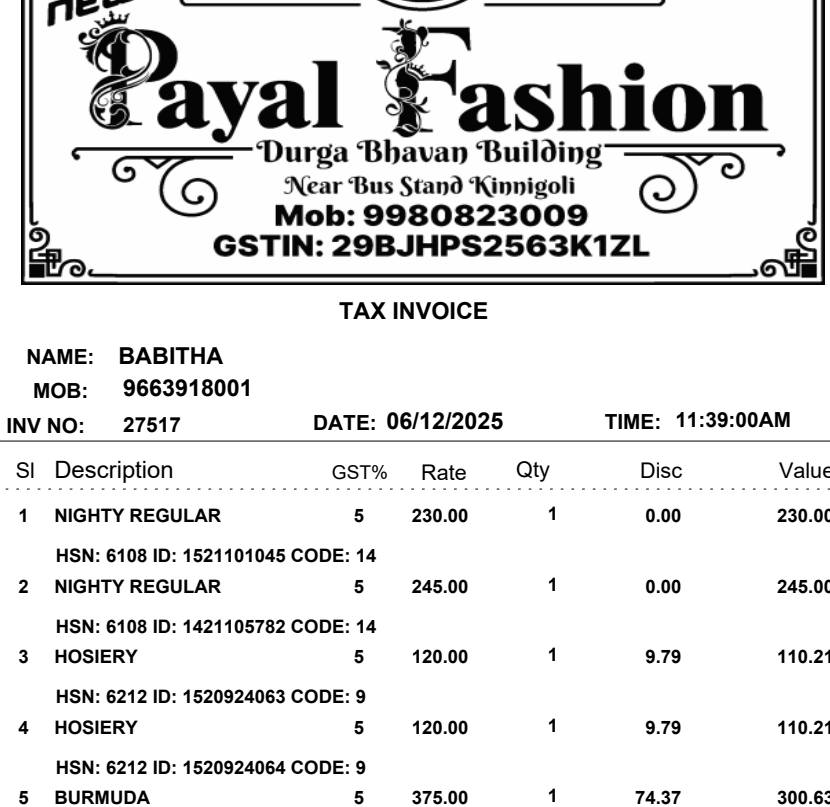 new
Payal Fashion
Durga Bhavan Building
Near Bus Stand Kinnigoli
Mob: 9980823009
GSTIN: 29BJHPS2563K1ZL
TAX INVOICE
NAME: BABITHA
MOB: 9663918001
INV NO: 27517 DATE: 06/12/2025 TIME: 11:39:00AM
Sl Description GST% Rate Qty Disc Value
1 NIGHTY REGULAR 5 230.00 1 0.00 230.00
HSN: 6108 ID: 1521101045 CODE: 14
2 NIGHTY REGULAR 5 245.00 1 0.00 245.00
HSN: 6108 ID: 1421105782 CODE: 14
3 HOSIERY 5 120.00 1 9.79 110.21
HSN: 6212 ID: 1520924063 CODE: 9
4 HOSIERY 5 120.00 1 9.79 110.21
HSN: 6212 ID: 1520924064 CODE: 9
5 BURMUDA 5 375.00 1 74.37 300.63